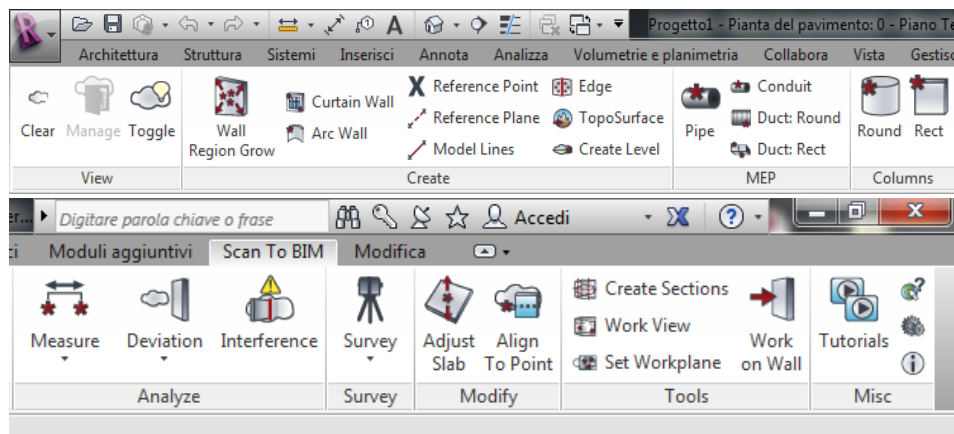 Progetto1 - Pianta del pavimento: 0 - Piano Te
Architettura Struttura Sistemi Inserisci Annota Analizza Volumetrie e planimetria Collabora Vista Gestisc
Clear Manage Toggle
Wall
Region Grow
Curtain Wall
Arc Wall
Reference Point
Reference Plane
Model Lines
Edge
TopoSurface
Create Level
Pipe
Conduit
Duct: Round
Duct: Rect
Round Rect
View Create MEP Columns
er... Digitare parola chiave o frase Accedi
ci Moduli aggiuntivi Scan To BIM Modifica
Measure Deviation Interference
Survey
Adjust
Slab
Align
To Point
Create Sections
Work View
Set Workplane
Work
on Wall
Tutorials
Analyze Survey Modify Tools Misc